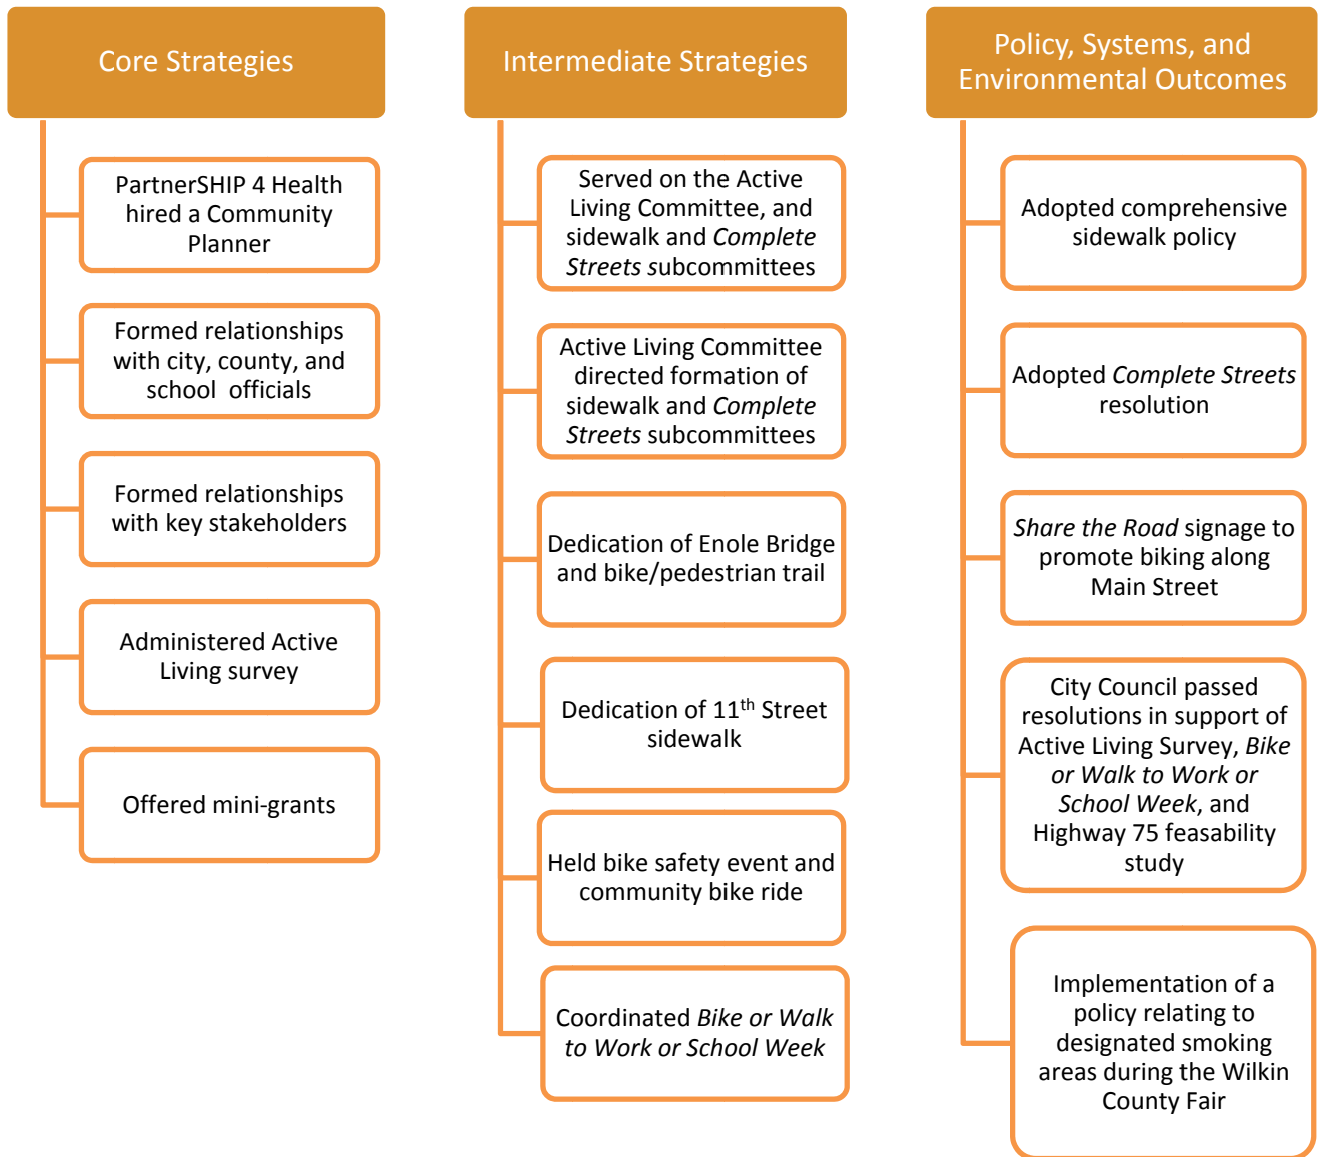 Core Strategies
PartnerSHIP 4 Health
hired a Community
Planner
Formed relationships
with city, county, and
school officials
Formed relationships
with key stakeholders
Administered Active
Living survey
Offered mini-grants
Intermediate Strategies
Served on the Active
Living Committee, and
sidewalk and Complete
Streets subcommittees
Active Living Committee
directed formation of
sidewalk and Complete
Streets subcommittees
Dedication of Enole Bridge
and bike/pedestrian trail
Dedication of 11th Street
sidewalk
Held bike safety event and
community bike ride
Coordinated Bike or Walk
to Work or School Week
Policy, Systems, and
Environmental Outcomes
Adopted comprehensive
sidewalk policy
Adopted Complete Streets
resolution
Share the Road signage to
promote biking along
Main Street
City Council passed
resolutions in support of
Active Living Survey, Bike
or Walk to Work or
School Week, and
Highway 75 feasability
study
Implementation of a
policy relating to
designated smoking
areas during the Wilkin
County Fair